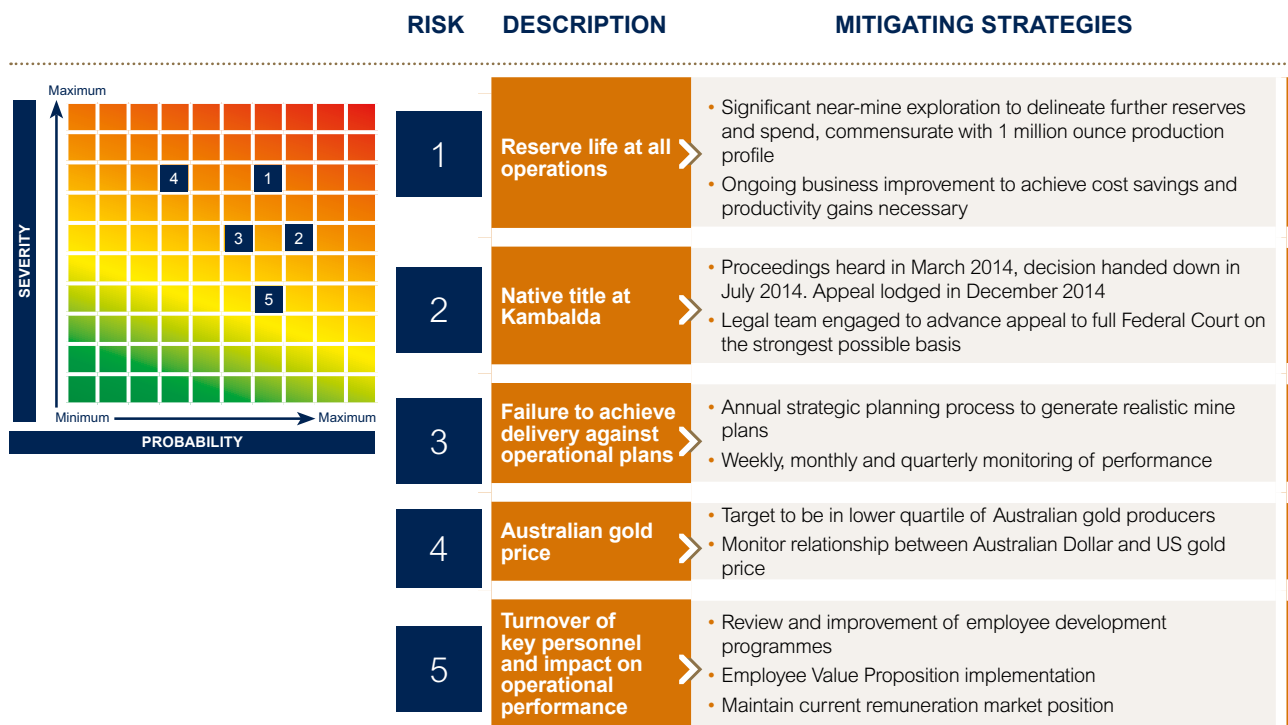 RISK DESCRIPTION MITIGATING STRATEGIES
Maximum
SEVERITY
4 1
3 2
5
Minimum Maximum
PROBABILITY
1
Reserve life at all
operations
• Significant near-mine exploration to delineate further reserves
and spend, commensurate with 1 million ounce production
profile
• Ongoing business improvement to achieve cost savings and
productivity gains necessary
2
Native title at
Kambalda
• Proceedings heard in March 2014, decision handed down in
July 2014. Appeal lodged in December 2014
• Legal team engaged to advance appeal to full Federal Court on
the strongest possible basis
3
Failure to achieve
delivery against
operational plans
• Annual strategic planning process to generate realistic mine
plans
• Weekly, monthly and quarterly monitoring of performance
4
Australian gold
price
• Target to be in lower quartile of Australian gold producers
• Monitor relationship between Australian Dollar and US gold
price
5
Turnover of
key personnel
and impact on
operational
performance
• Review and improvement of employee development
programmes
• Employee Value Proposition implementation
• Maintain current remuneration market position